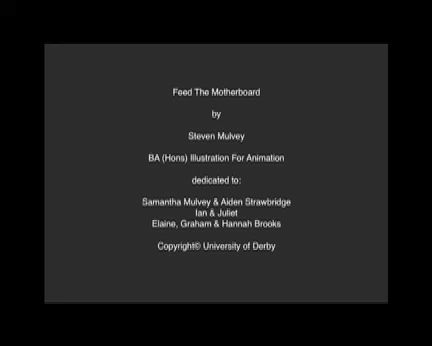 Feed The Motherboard
by
Steven Mulvey
BA (Hons) Illustration For Animation
dedicated to:
Samantha Mulvey & Aiden Strawbridge
Ian & Juliet
Elaine, Graham & Hannah Brooks
Copyright© University of Derby